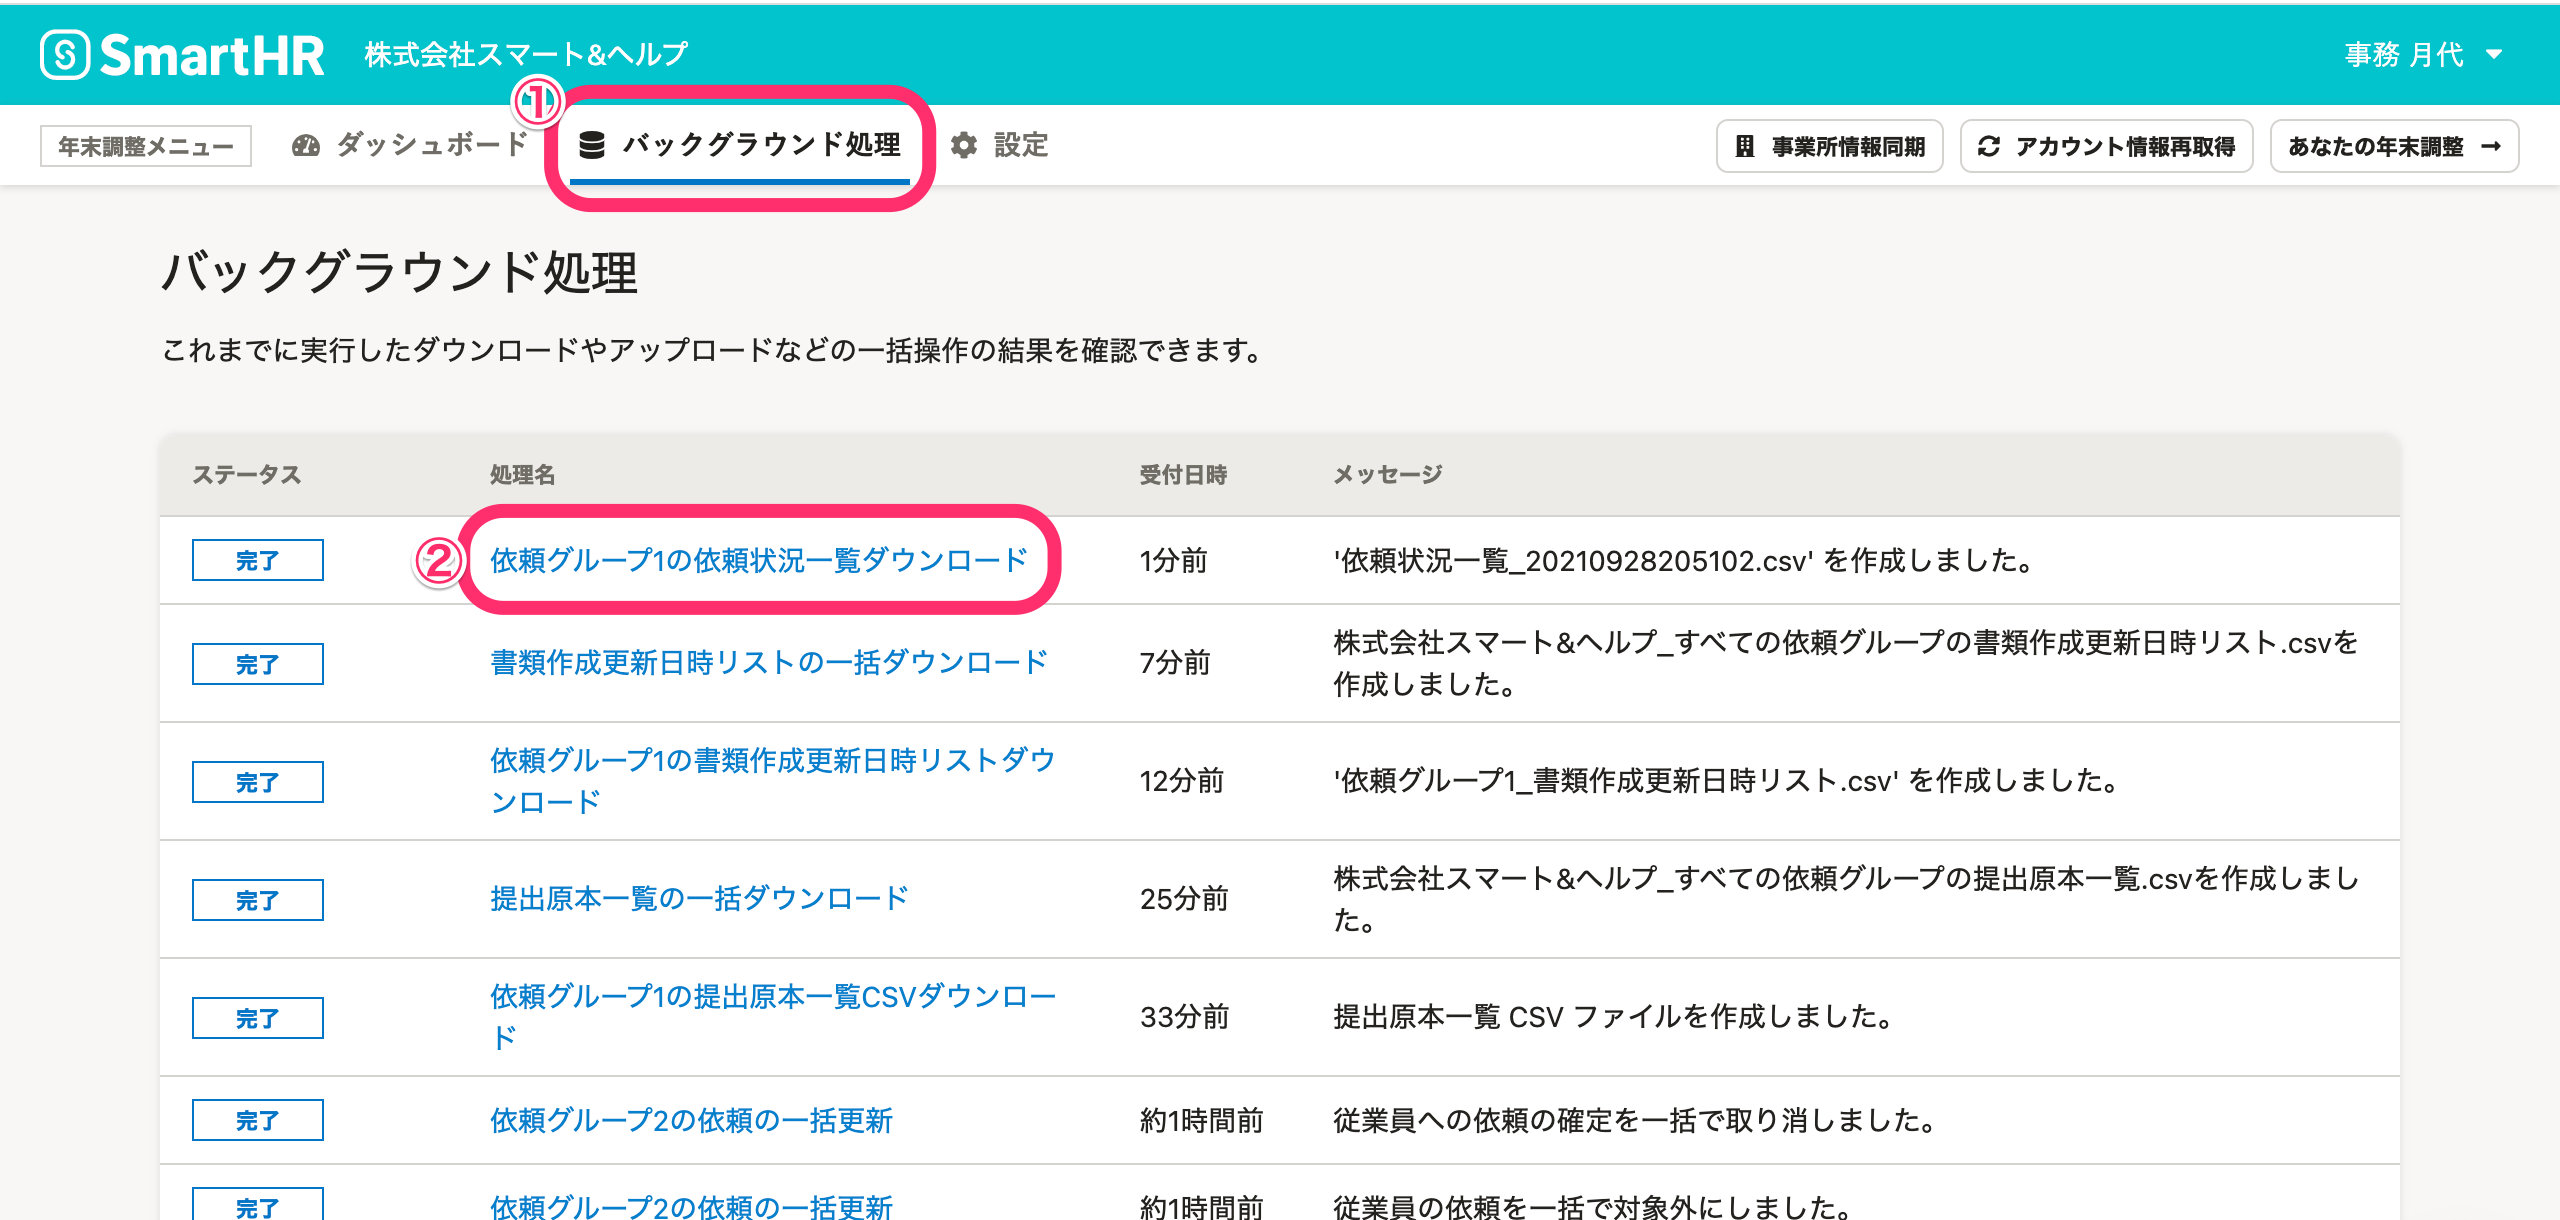 SmartHR 株式会社スマート&ヘルプ 事務 月代
①
年末調整メニュー ダッシュボード バックグラウンド処理 設定 事業所情報同期 アカウント情報再取得 あなたの年末調整 →
バックグラウンド処理
これまでに実行したダウンロードやアップロードなどの一括操作の結果を確認できます。
ステータス 処理名 受付日時 メッセージ
完了 ② 依頼グループ1の依頼状況一覧ダウンロード 1分前 '依頼状況一覧_20210928205102.csv' を作成しました。
完了 書類作成更新日時リストの一括ダウンロード 7分前 株式会社スマート&ヘルプ_すべての依頼グループの書類作成更新日時リスト.csvを
作成しました。
完了 依頼グループ1の書類作成更新日時リストダウ
ンロード 12分前 '依頼グループ1_書類作成更新日時リスト.csv' を作成しました。
完了 提出原本一覧の一括ダウンロード 25分前 株式会社スマート&ヘルプ_すべての依頼グループの提出原本一覧.csvを作成しまし
た。
完了 依頼グループ1の提出原本一覧CSVダウンロー
ド 33分前 提出原本一覧 CSV ファイルを作成しました。
完了 依頼グループ2の依頼の一括更新 約1時間前 従業員への依頼の確定を一括で取り消しました。
完了 依頼グループ2の依頼の一括更新 約1時間前 従業員の依頼を一括で対象外にしました。